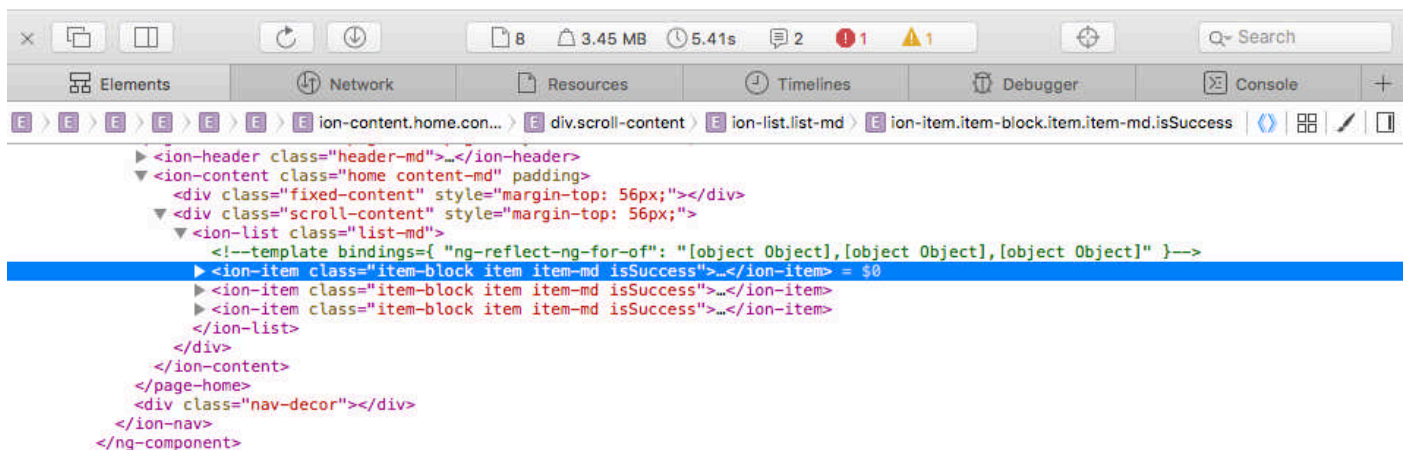 8 3.45 MB 5.41s 2 1 1 Search
Elements Network Resources Timelines Debugger Console
E E E E E E E ion-content.home.con... E div.scroll-content E ion-list.list-md E ion-item.item-block.item.item-md.isSuccess
<ion-header class="header-md">…</ion-header>
<ion-content class="home content-md" padding>
<div class="fixed-content" style="margin-top: 56px;"></div>
<div class="scroll-content" style="margin-top: 56px;">
<ion-list class="list-md">
<!--template bindings={ "ng-reflect-ng-for-of": "[object Object],[object Object],[object Object]" }-->
<ion-item class="item-block item item-md isSuccess">…</ion-item> = $0
<ion-item class="item-block item item-md isSuccess">…</ion-item>
<ion-item class="item-block item item-md isSuccess">…</ion-item>
</ion-list>
</div>
</ion-content>
</page-home>
<div class="nav-decor"></div>
</ion-nav>
</ng-component>